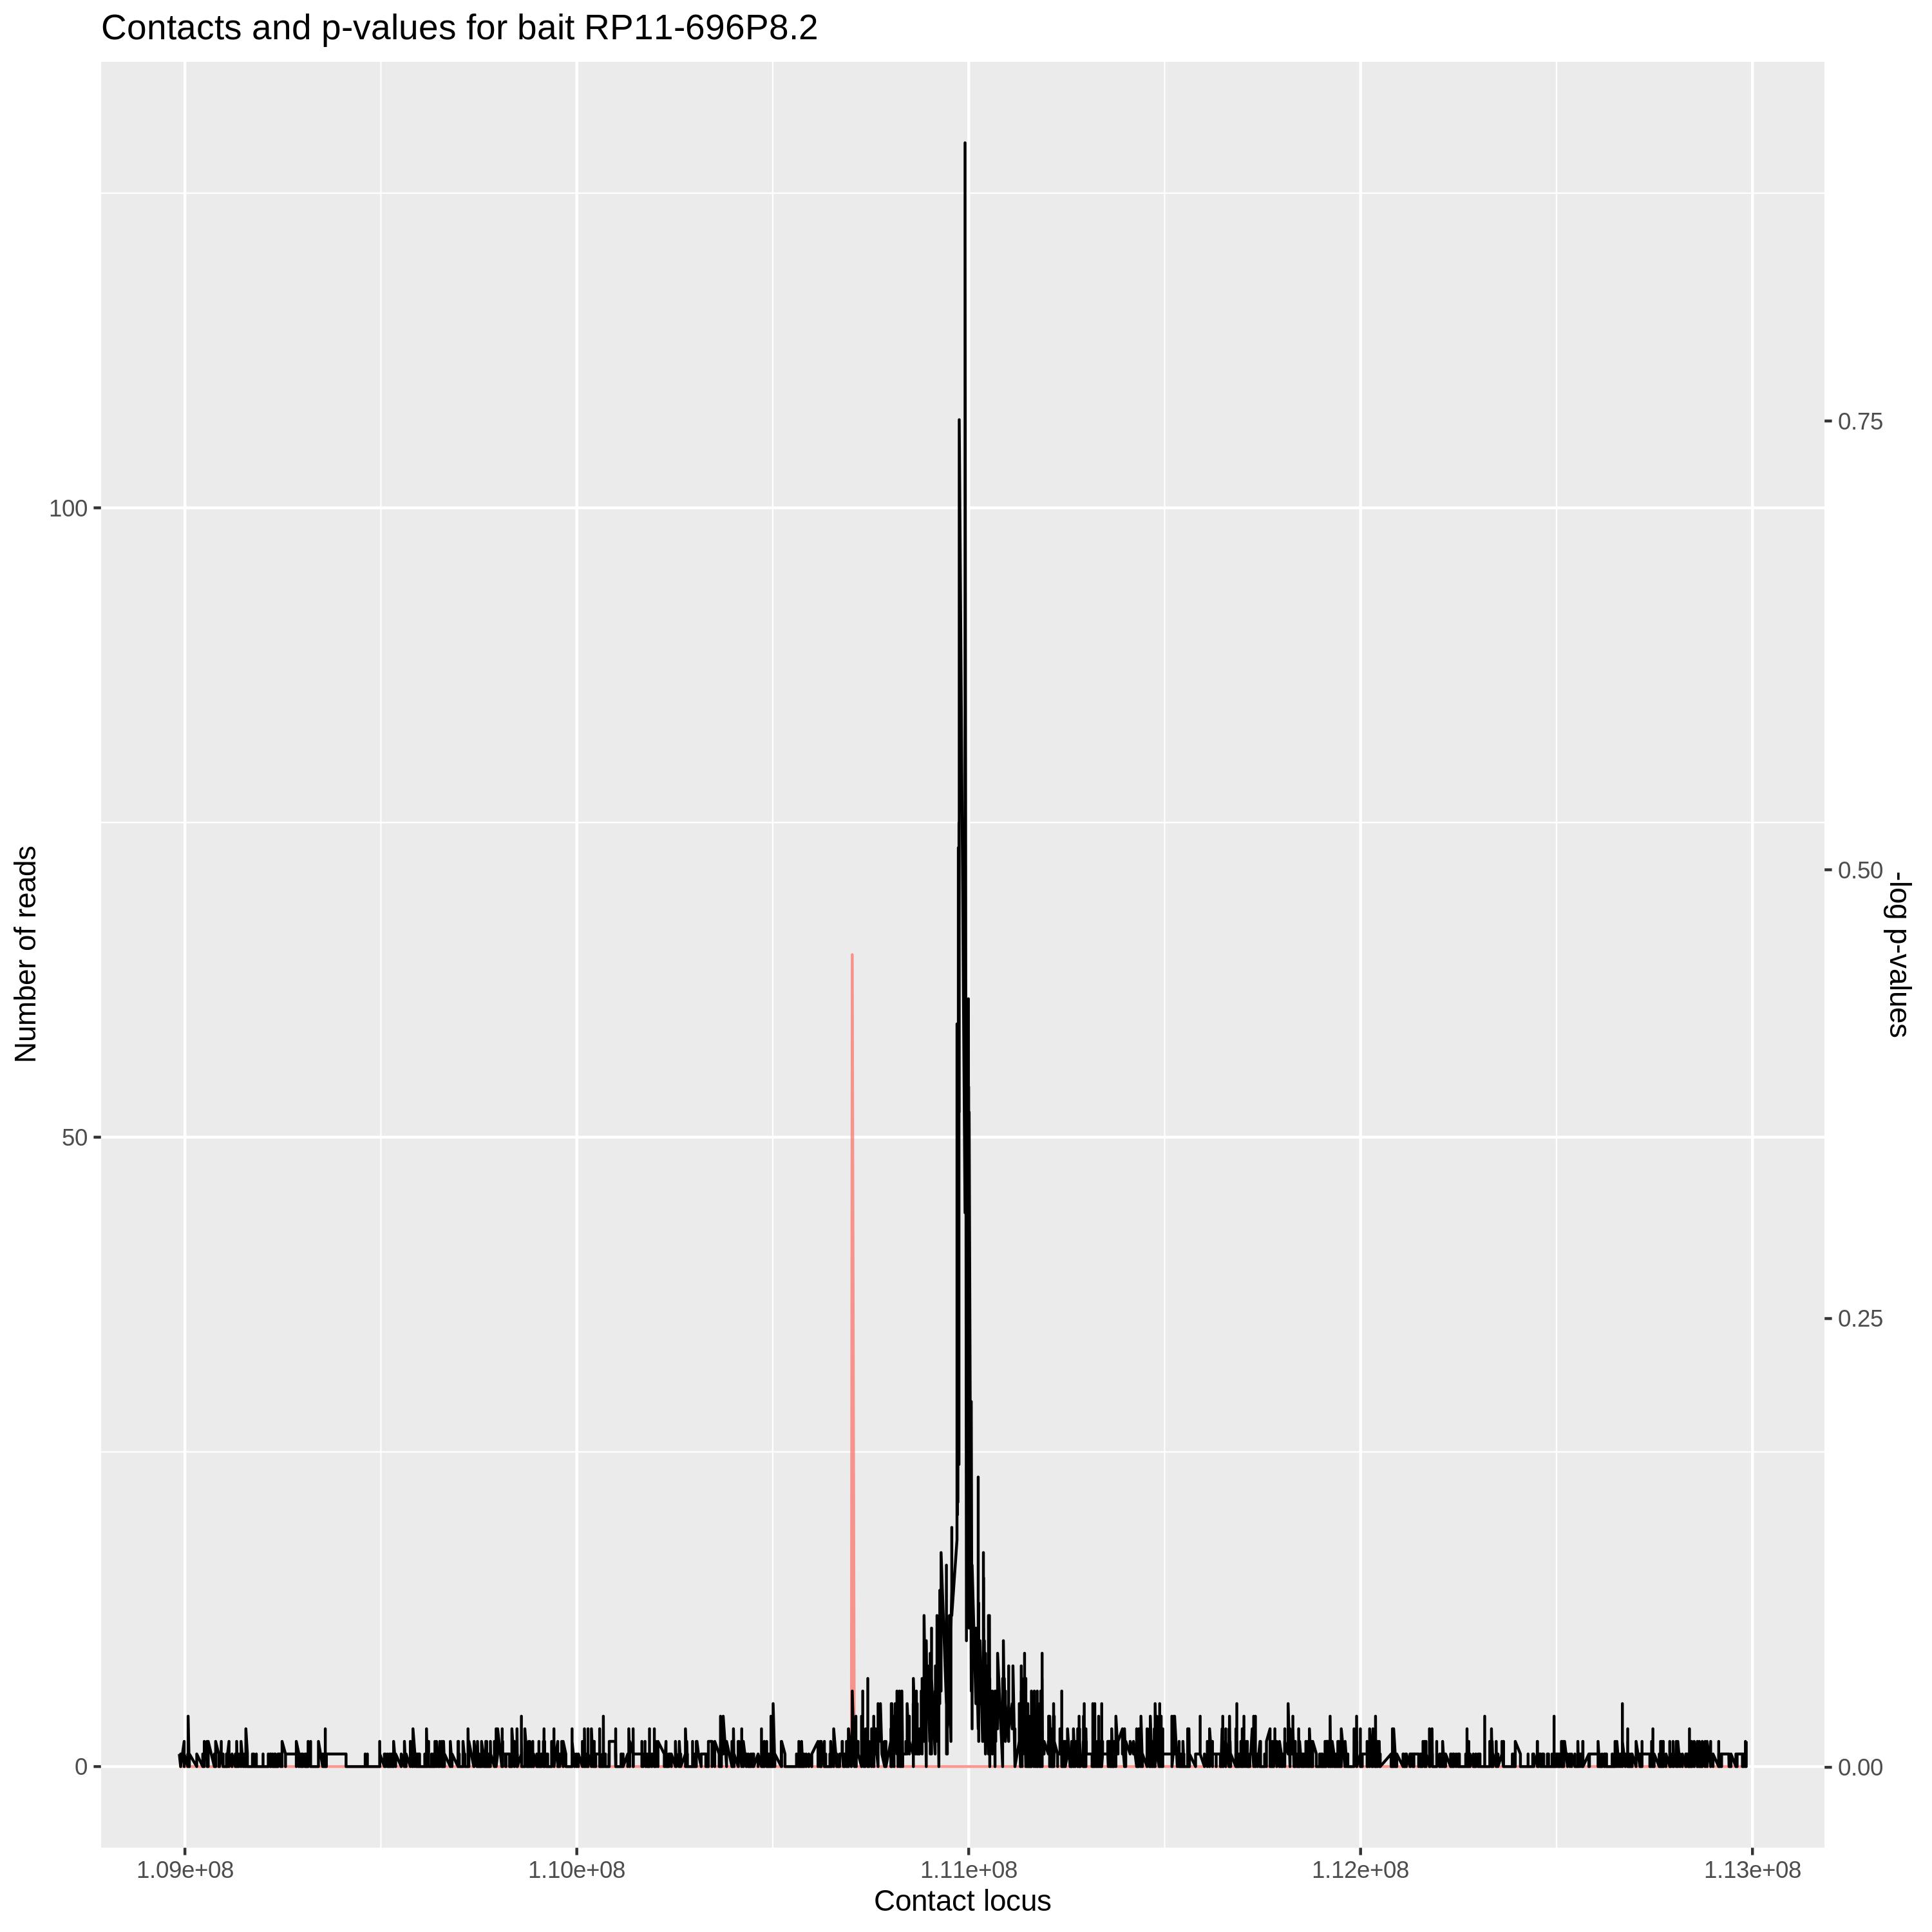 Contacts and p-values for bait RP11-696P8.2
Number of reads
100
50
0
0.75
0.50
0.25
0.00
-log p-values
1.09e+08
1.10e+08
1.11e+08
1.12e+08
1.13e+08
Contact locus